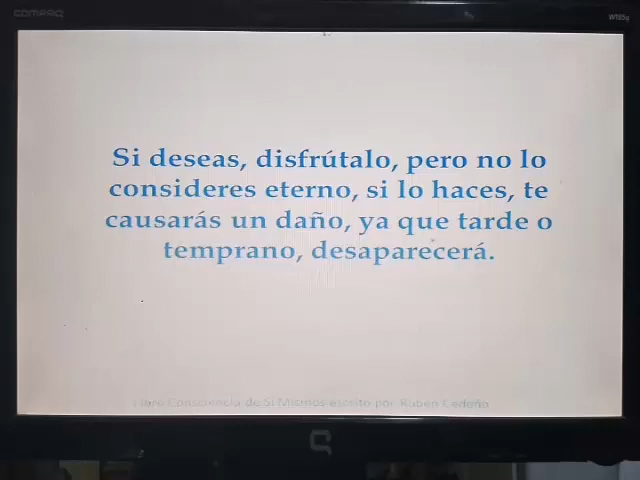 COMPAQ
W185q
Si deseas, disfrútalo, pero no lo
consideres eterno, si lo haces, te
causarás un daño, ya que tarde o
temprano, desaparecerá.
Libro Consciencia de Sí Mismos escrito por Rubén Cedeño